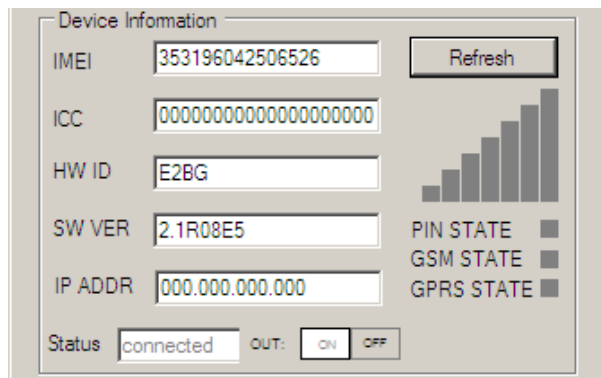 Device Information
IMEI 353196042506526 Refresh
ICC 00000000000000000000
HW ID E2BG
SW VER 2.1R08E5 PIN STATE
GSM STATE
IP ADDR 000.000.000.000 GPRS STATE
Status connected OUT: ON OFF